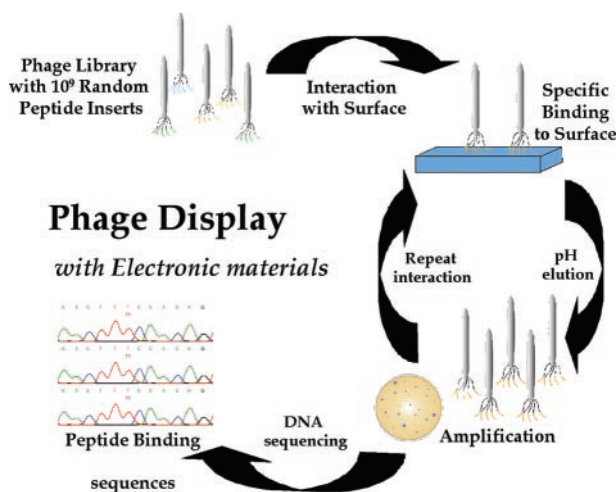 Phage Library
with 10⁹ Random
Peptide Inserts
Interaction
with Surface
Specific
Binding
to Surface
Phage Display
with Electronic materials
Repeat
interaction
pH
elution
Amplification
DNA
sequencing
Peptide Binding
sequences